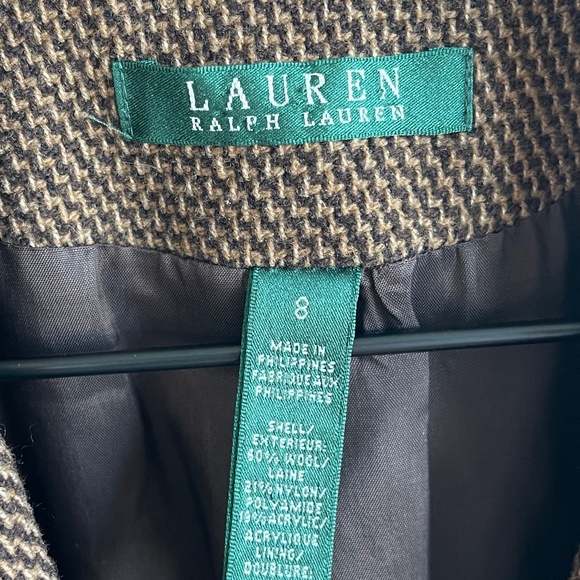 LAUREN
RALPH LAUREN
8
MADE IN
PHILIPPINES
FABRIQUE AUX
PHILIPPINES
SHELL/
EXTERIEUR:
60% WOOL/
LAINE
21% NYLON/
POLYAMIDE
19% ACRYLIC/
ACRYLIQUE
LINING/
DOUBLURE: